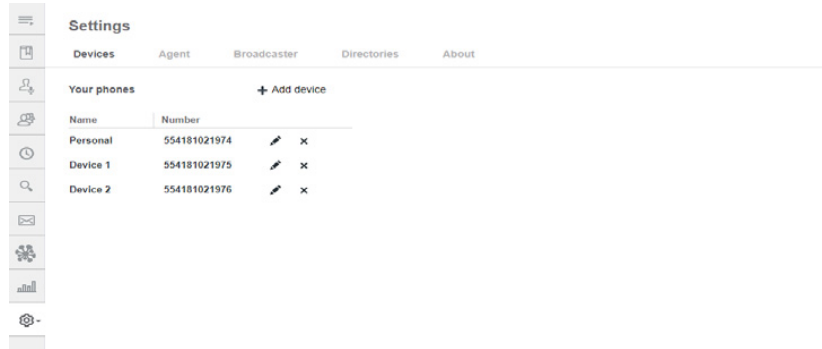 Settings
Devices Agent Broadcaster Directories About
Your phones + Add device
Name Number
Personal 554181021974
Device 1 554181021975
Device 2 554181021976